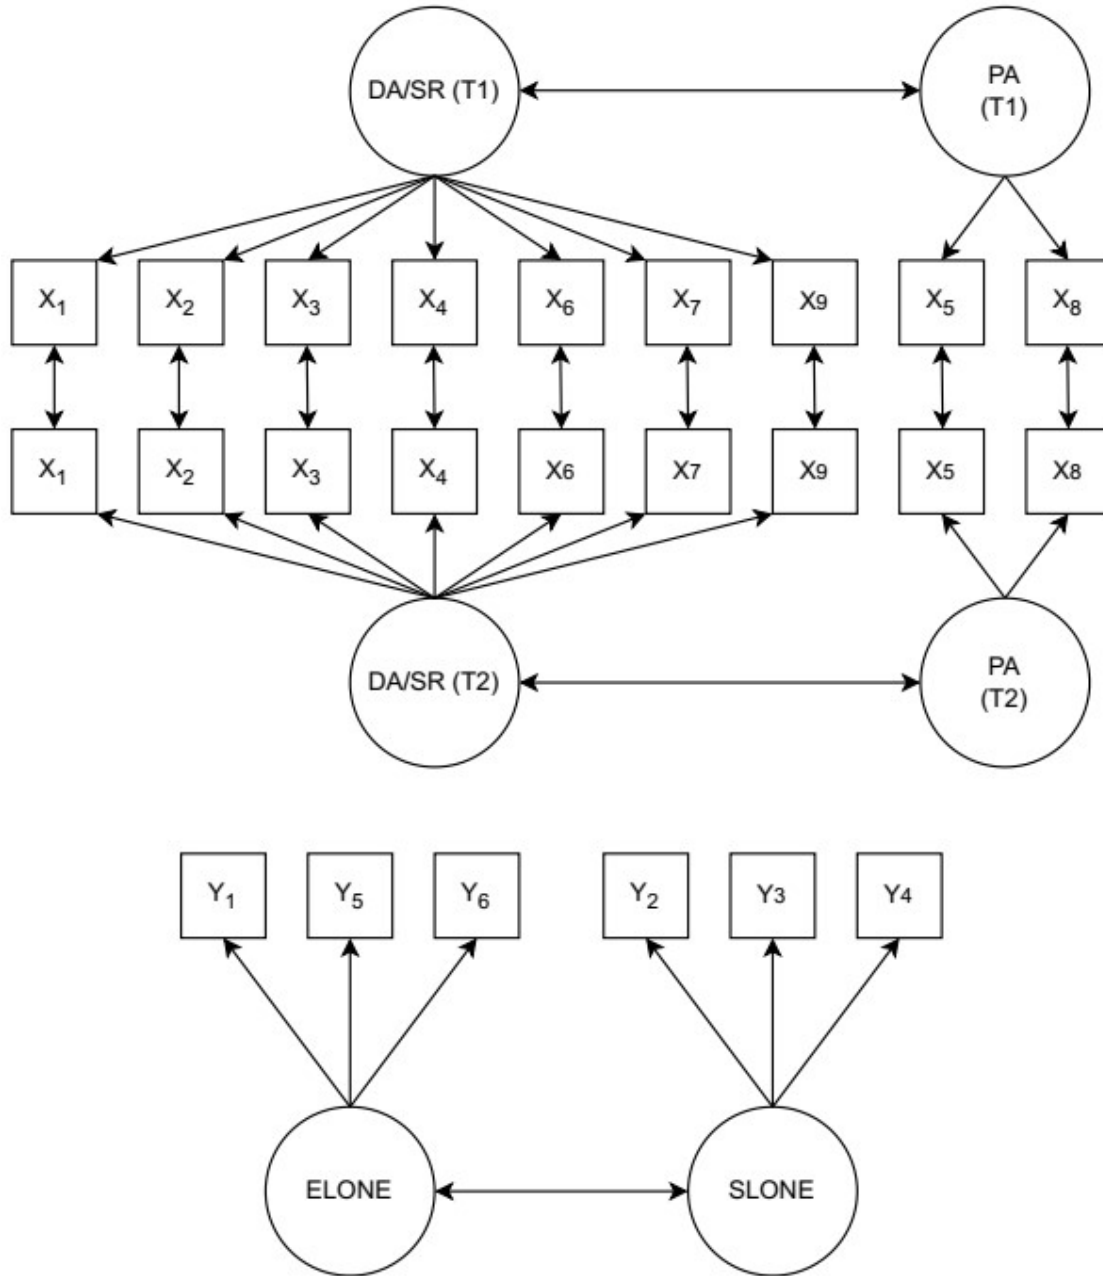 DA/SR (T1)
PA
(T1)
X₁ X₂ X₃ X₄ X₆ X₇ X9 X₅ X₈
X₁ X₂ X₃ X₄ X6 X7 X9 X5 X8
DA/SR (T2)
PA
(T2)
Y₁ Y₅ Y₆ Y₂ Y3 Y4
ELONE SLONE